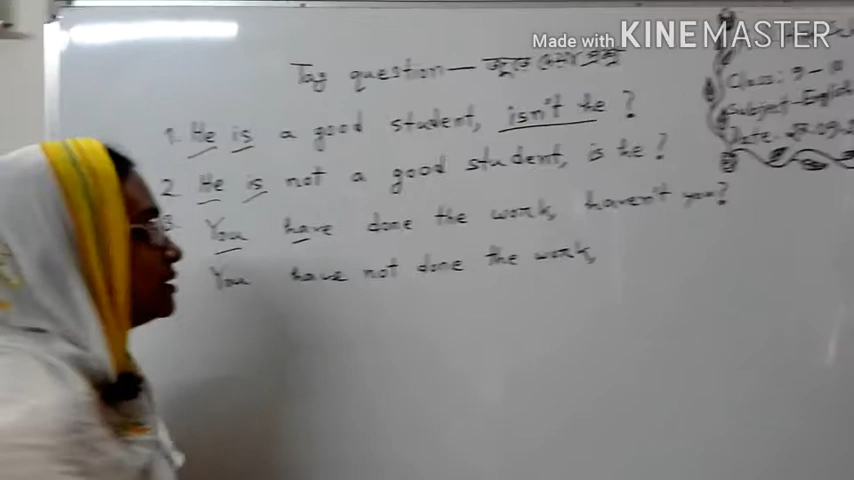 Made with KINEMASTER
Tag question—
Class: 9-10
Subject-English
Date-
1. He is a good student, isn't he?
2. He is not a good student, is he?
3. You have done the work, haven't you?
You have not done the work,